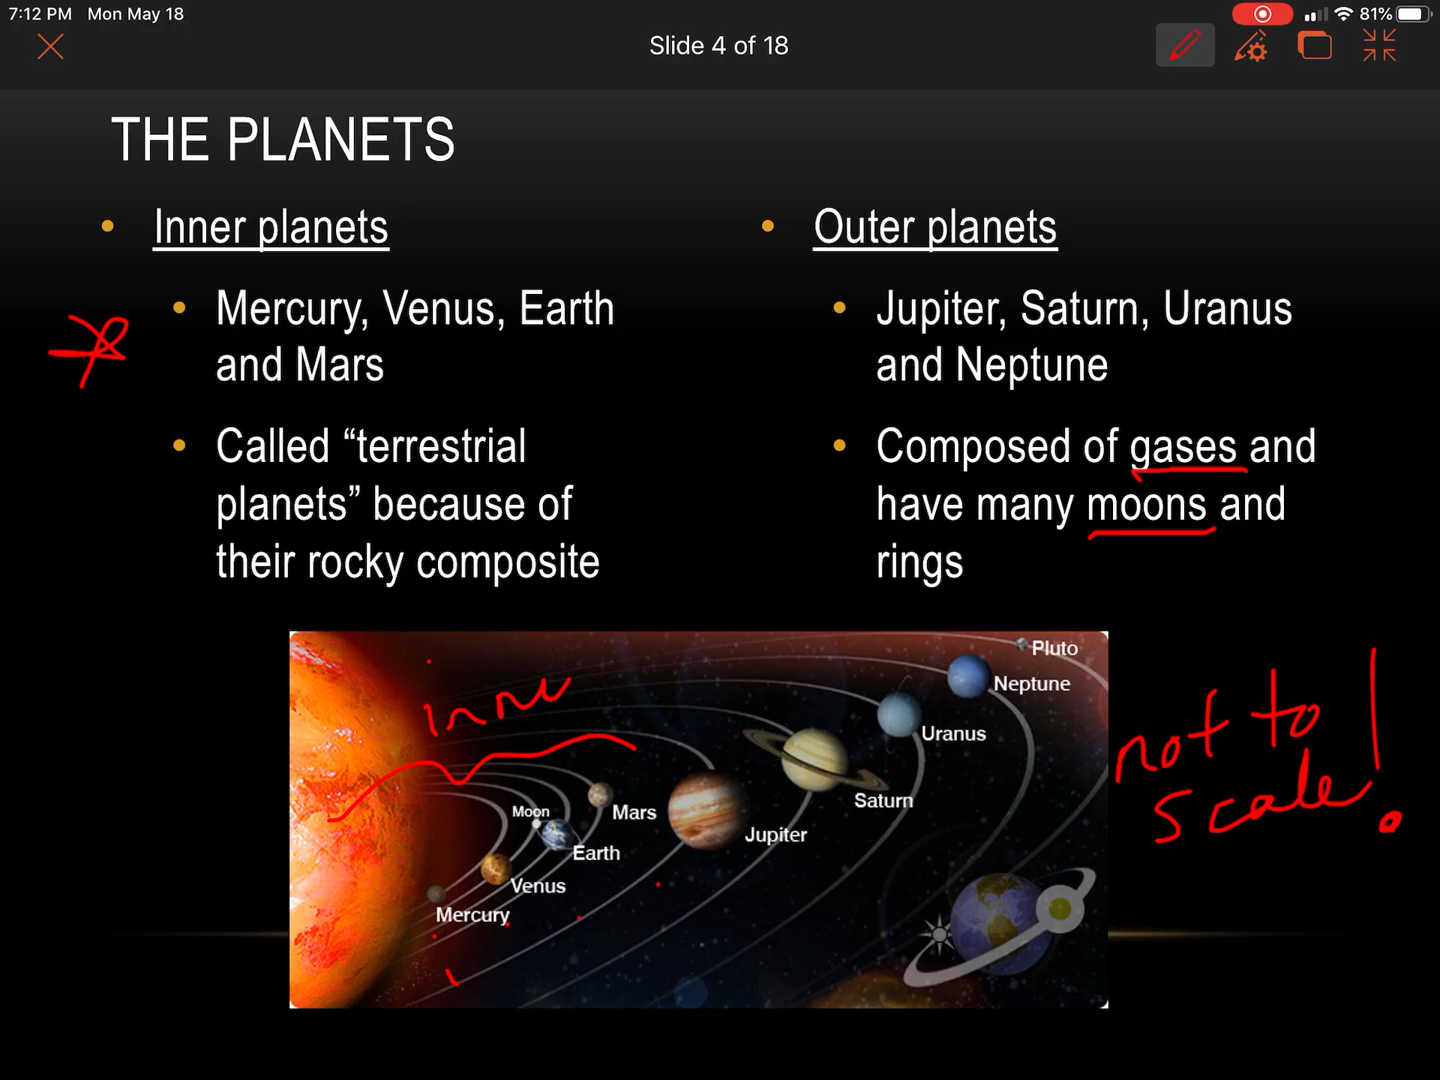 7:12 PM Mon May 18
81%
Slide 4 of 18
THE PLANETS
• Inner planets
• Mercury, Venus, Earth
and Mars
• Called “terrestrial
planets” because of
their rocky composite
• Outer planets
• Jupiter, Saturn, Uranus
and Neptune
• Composed of gases and
have many moons and
rings
Pluto
Neptune
Uranus
Saturn
Jupiter
Mars
Moon
Earth
Venus
Mercury
not to
scale!